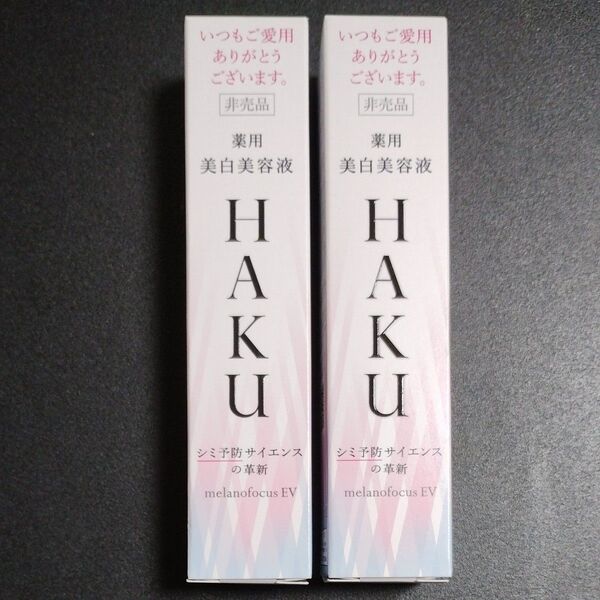 いつもご愛用
ありがとう
ございます。
非売品
薬用
美白美容液
HAKU
シミ予防サイエンス
の革新
melanofocus EV
いつもご愛用
ありがとう
ございます。
非売品
薬用
美白美容液
HAKU
シミ予防サイエンス
の革新
melanofocus EV